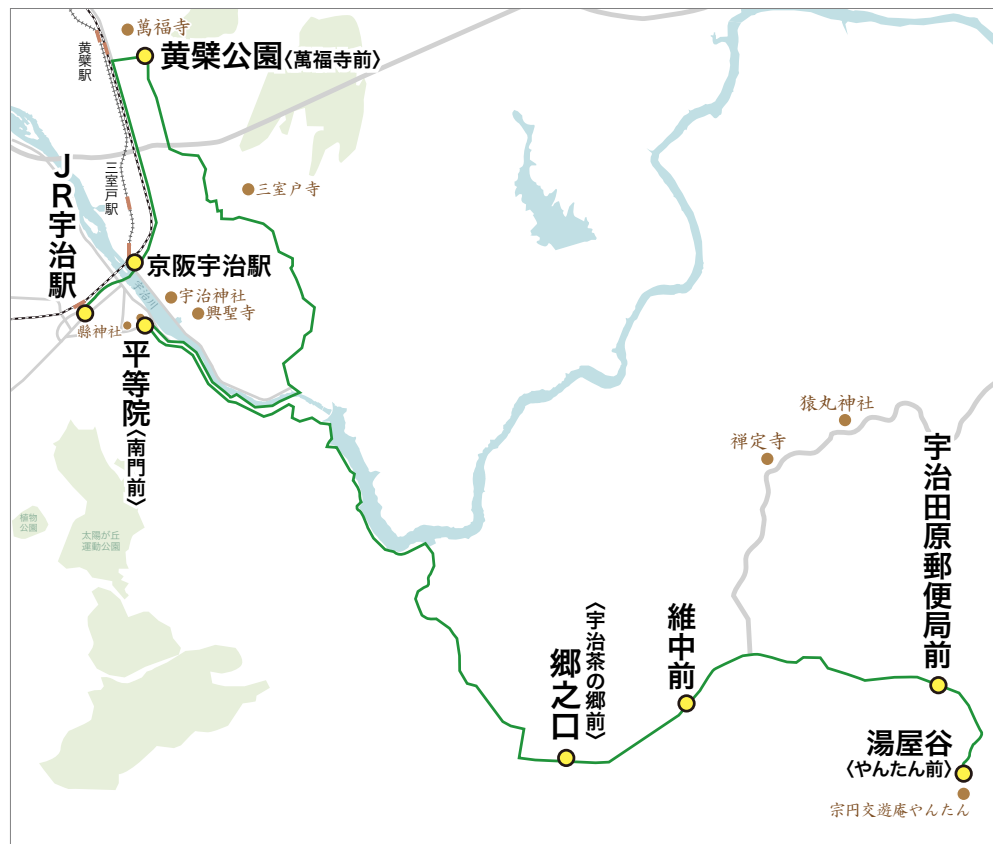 萬福寺
黄檗公園〈萬福寺前〉
黄檗駅
三室戸駅
三室戸寺
JR宇治駅
京阪宇治駅
宇治川
宇治神社
興聖寺
縣神社
平等院〈南門前〉
植物
公園
太陽が丘
運動公園
猿丸神社
禅定寺
宇治田原郵便局前
維中前
郷之口
〈宇治茶の郷前〉
湯屋谷
〈やんたん前〉
宗円交遊庵やんたん